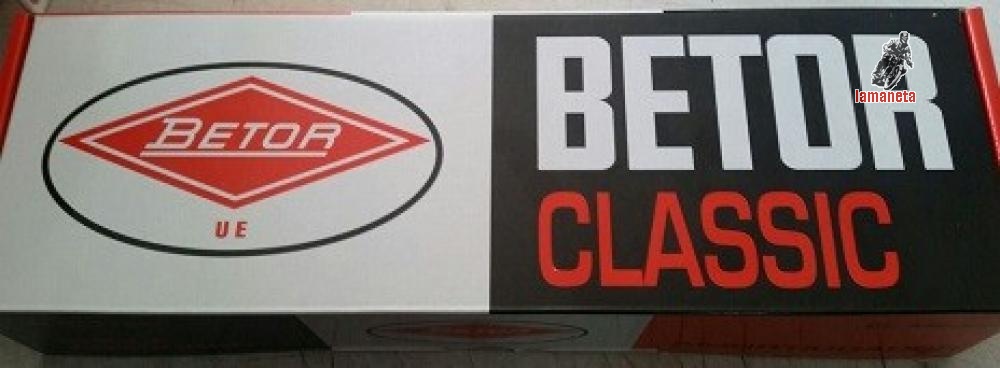 BETOR
UE
BETOR
CLASSIC
lamaneta